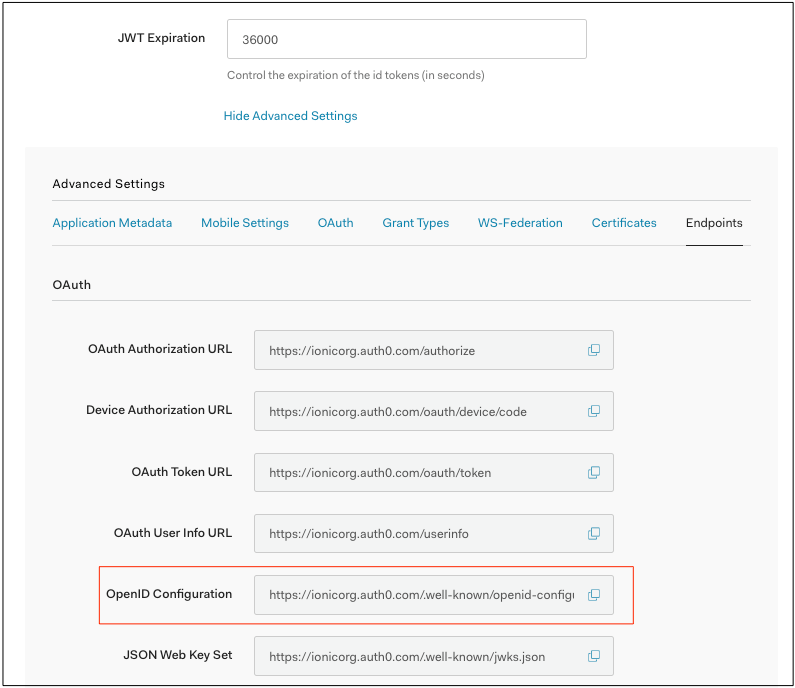 JWT Expiration
36000
Control the expiration of the id tokens (in seconds)
Hide Advanced Settings
Advanced Settings
Application Metadata Mobile Settings OAuth Grant Types WS-Federation Certificates Endpoints
OAuth
OAuth Authorization URL https://ionicorg.auth0.com/authorize
Device Authorization URL https://ionicorg.auth0.com/oauth/device/code
OAuth Token URL https://ionicorg.auth0.com/oauth/token
OAuth User Info URL https://ionicorg.auth0.com/userinfo
OpenID Configuration https://ionicorg.auth0.com/.well-known/openid-configu
JSON Web Key Set https://ionicorg.auth0.com/.well-known/jwks.json